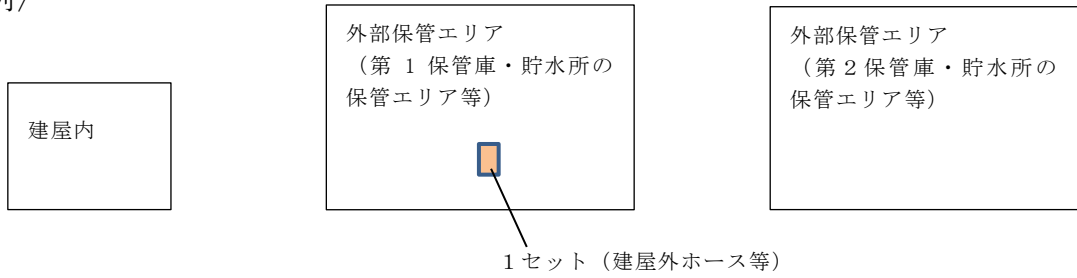 外部保管エリア
（第 1 保管庫・貯水所の
保管エリア等）
外部保管エリア
（第２保管庫・貯水所の
保管エリア等）
建屋内
１セット（建屋外ホース等）